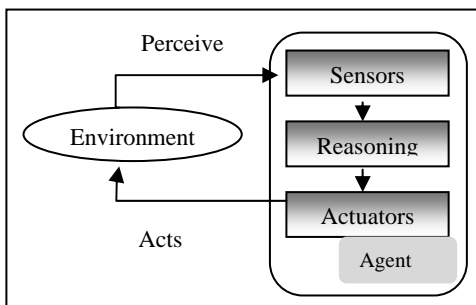 Perceive
Sensors
Environment
Reasoning
Actuators
Acts
Agent